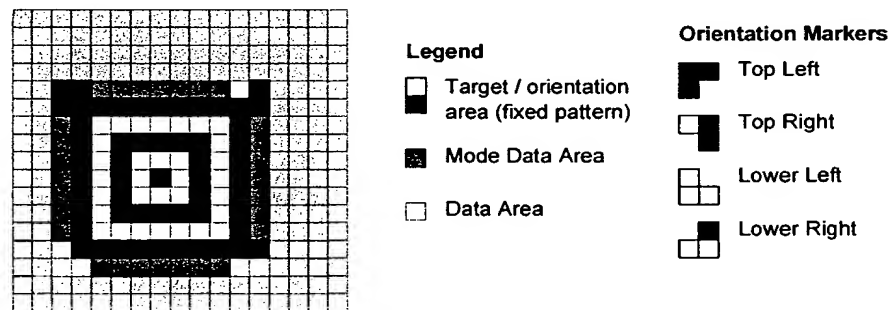 Legend
Target / orientation
area (fixed pattern)
Mode Data Area
Data Area
Orientation Markers
Top Left
Top Right
Lower Left
Lower Right